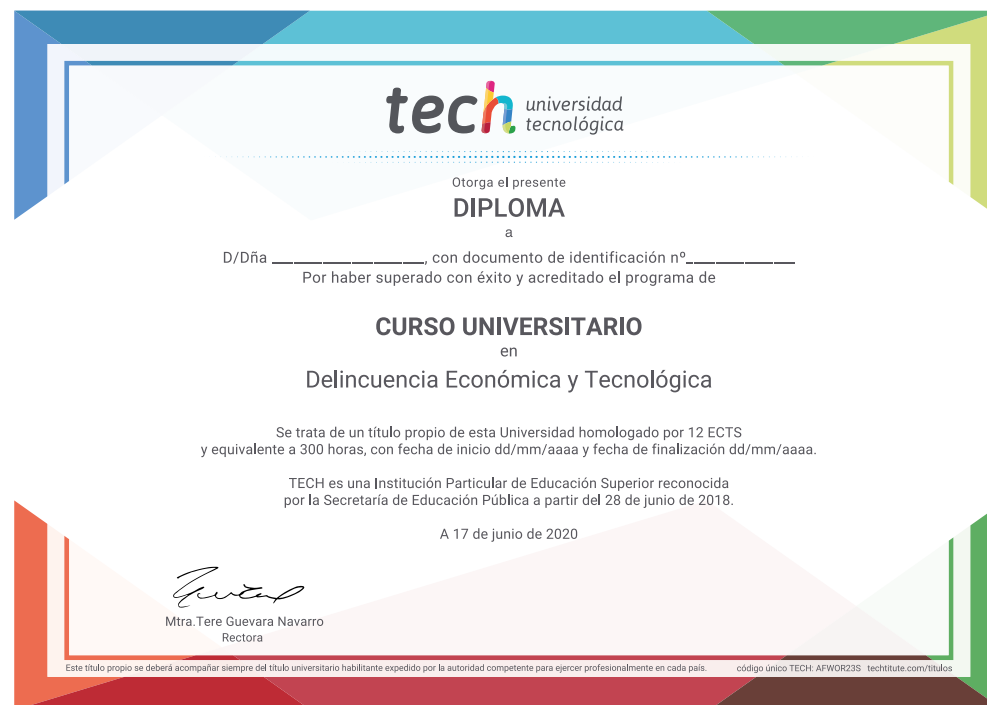 tech universidad
tecnológica
Otorga el presente
DIPLOMA
a
D/Dña ____________________, con documento de identificación nº______________
Por haber superado con éxito y acreditado el programa de
CURSO UNIVERSITARIO
en
Delincuencia Económica y Tecnológica
Se trata de un título propio de esta Universidad homologado por 12 ECTS
y equivalente a 300 horas, con fecha de inicio dd/mm/aaaa y fecha de finalización dd/mm/aaaa.
TECH es una Institución Particular de Educación Superior reconocida
por la Secretaría de Educación Pública a partir del 28 de junio de 2018.
A 17 de junio de 2020
Mtra.Tere Guevara Navarro
Rectora
Este título propio se deberá acompañar siempre del título universitario habilitante expedido por la autoridad competente para ejercer profesionalmente en cada país. código único TECH: AFWOR23S techtitute.com/titulos